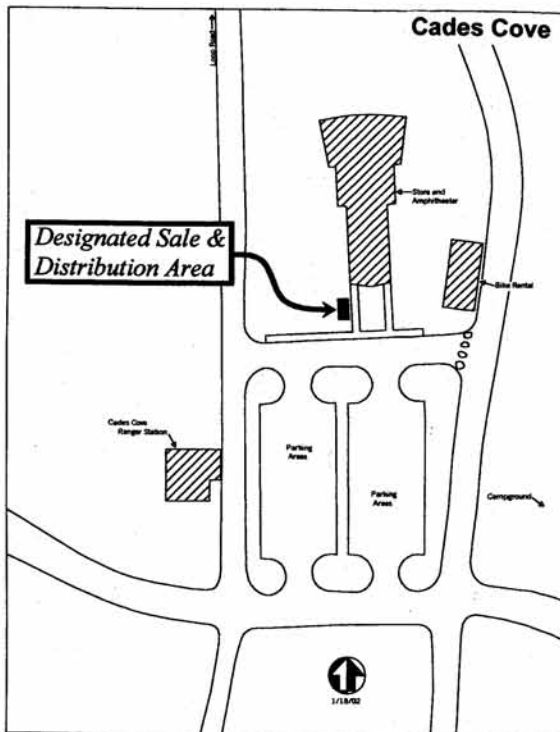 Cades Cove
Loop Road
Store and
Amphitheater
Designated Sale &
Distribution Area
Bike Rental
Cades Cove
Ranger Station
Parking
Areas
Parking
Areas
Campground
1/18/02